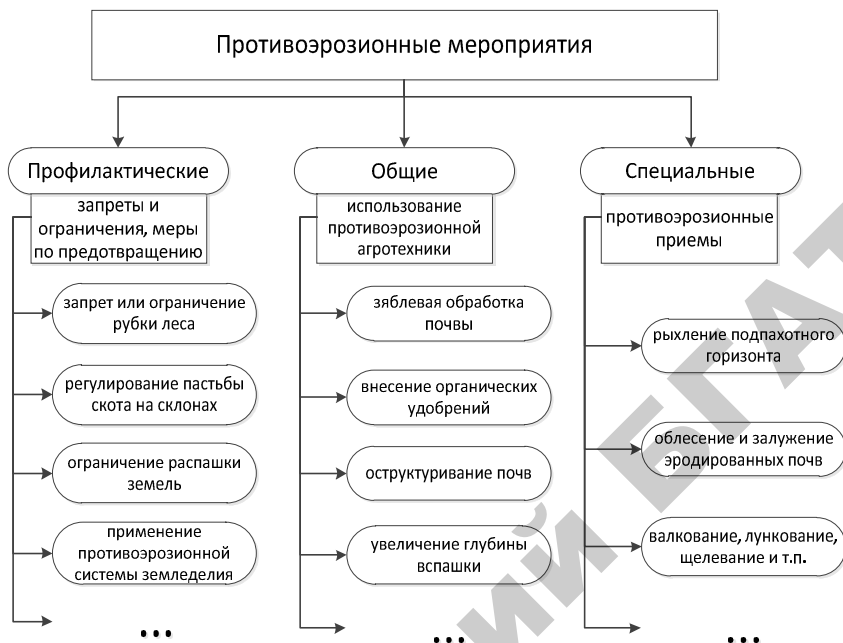 Противоэрозионные мероприятия
Профилактические
запреты и
ограничения, меры
по предотвращению
запрет или ограничение
рубки леса
регулирование пастьбы
скота на склонах
ограничение распашки
земель
применение
противоэрозионной
системы земледелия
...
Общие
использование
противоэрозионной
агротехники
зяблевая обработка
почвы
внесение органических
удобрений
оструктуривание почв
увеличение глубины
вспашки
...
Специальные
противоэрозионные
приемы
рыхление подпахотного
горизонта
облесение и залужение
эродированных почв
валкование, лункование,
щелевание и т.п.
...
ий БГАТ